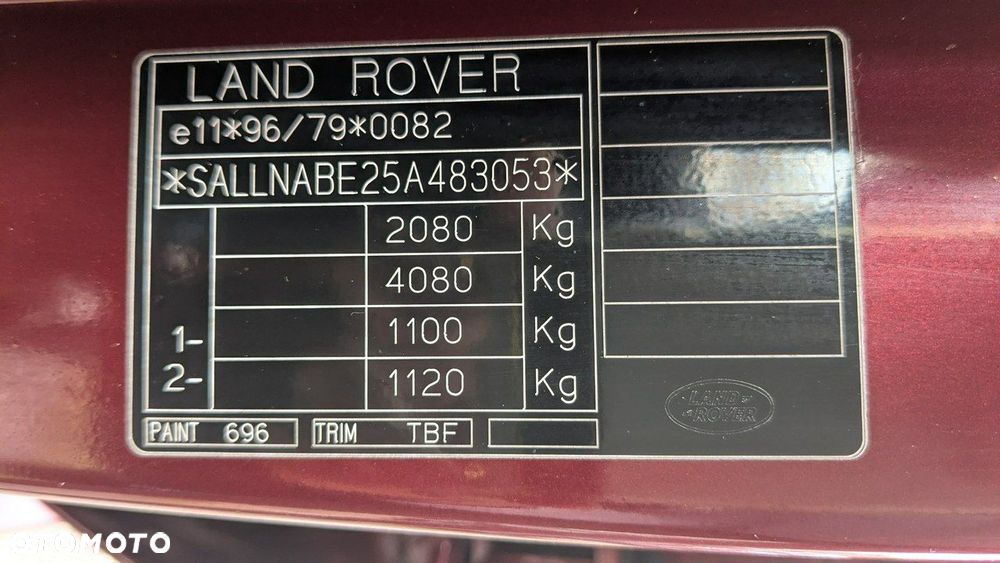 LAND ROVER
e11*96/79*0082
*SALLNABE25A483053*
2080 Kg
4080 Kg
1- 1100 Kg
2- 1120 Kg
PAINT 696 TRIM TBF
LAND ROVER
OTOMOTO